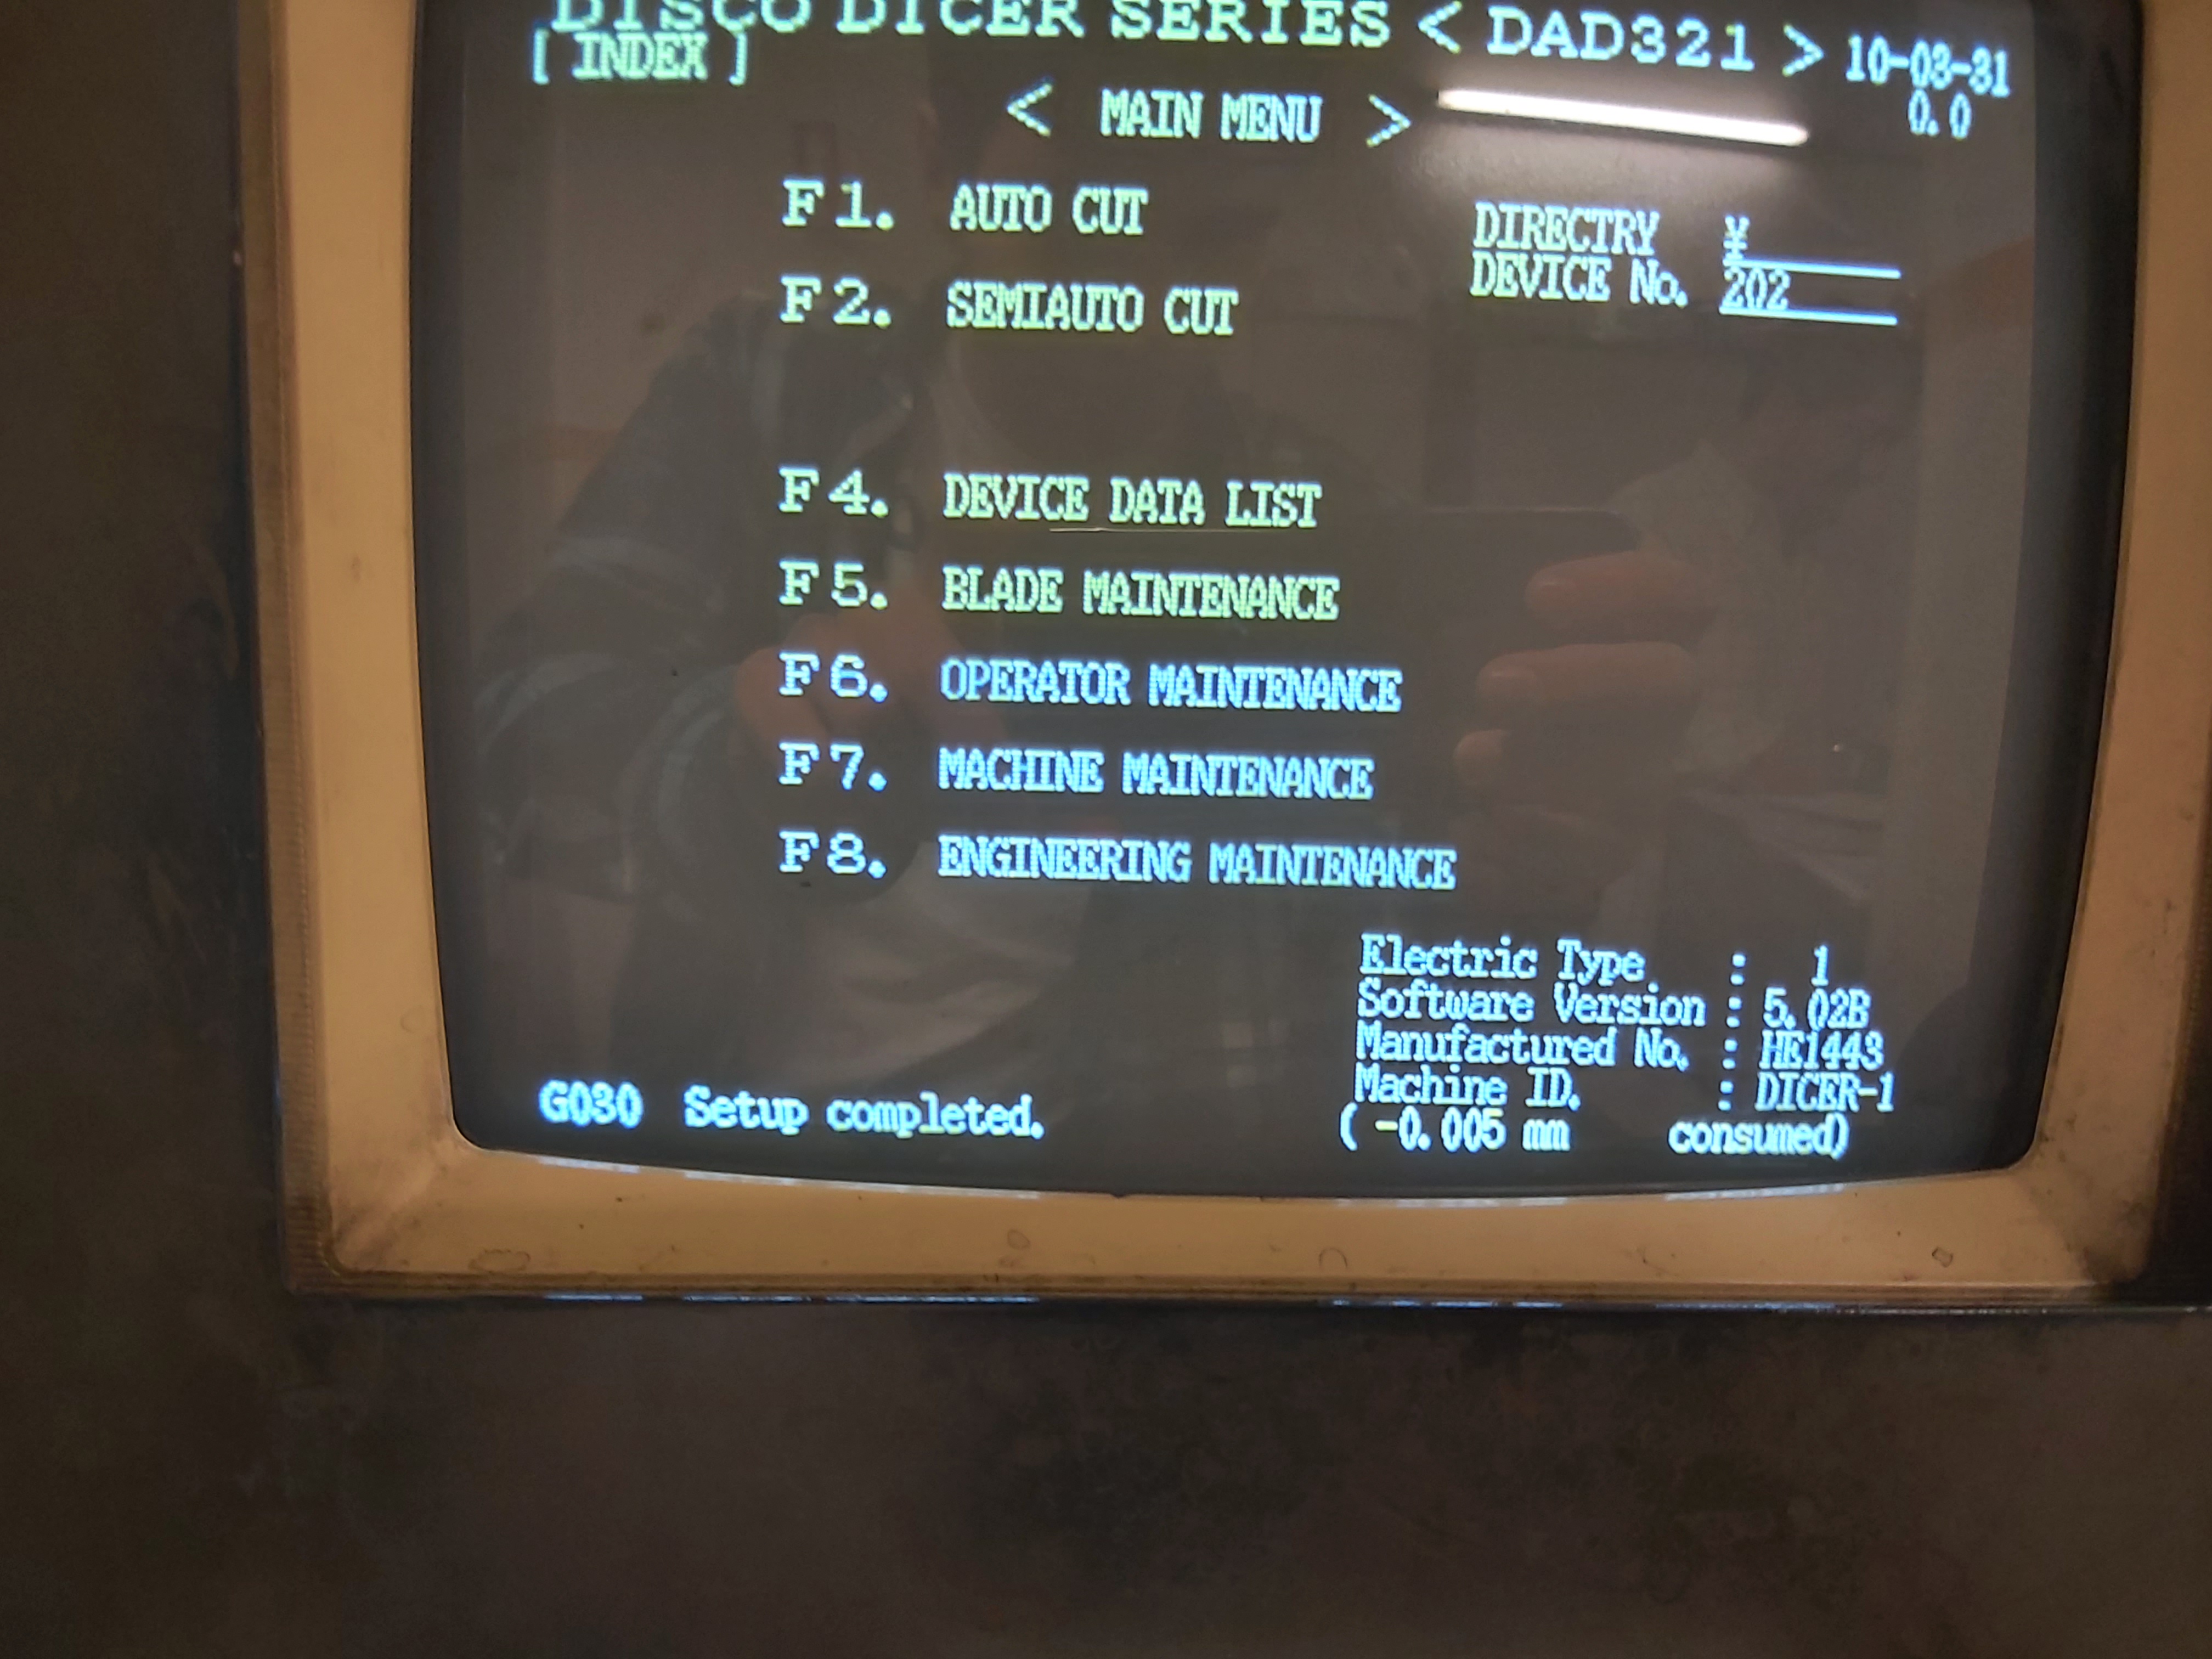 DISCO DICER SERIES < DAD321 > 10-03-31
[ INDEX ]
0.0
< MAIN MENU >
F1. AUTO CUT
DIRECTRY ¥
F2. SEMIAUTO CUT
DEVICE No. 202
F4. DEVICE DATA LIST
F5. BLADE MAINTENANCE
F6. OPERATOR MAINTENANCE
F7. MACHINE MAINTENANCE
F8. ENGINEERING MAINTENANCE
Electric Type : 1
Software Version : 5.02B
Manufactured No. : HE1443
Machine ID. : DICER-1
G030 Setup completed. ( -0.005 mm consumed)